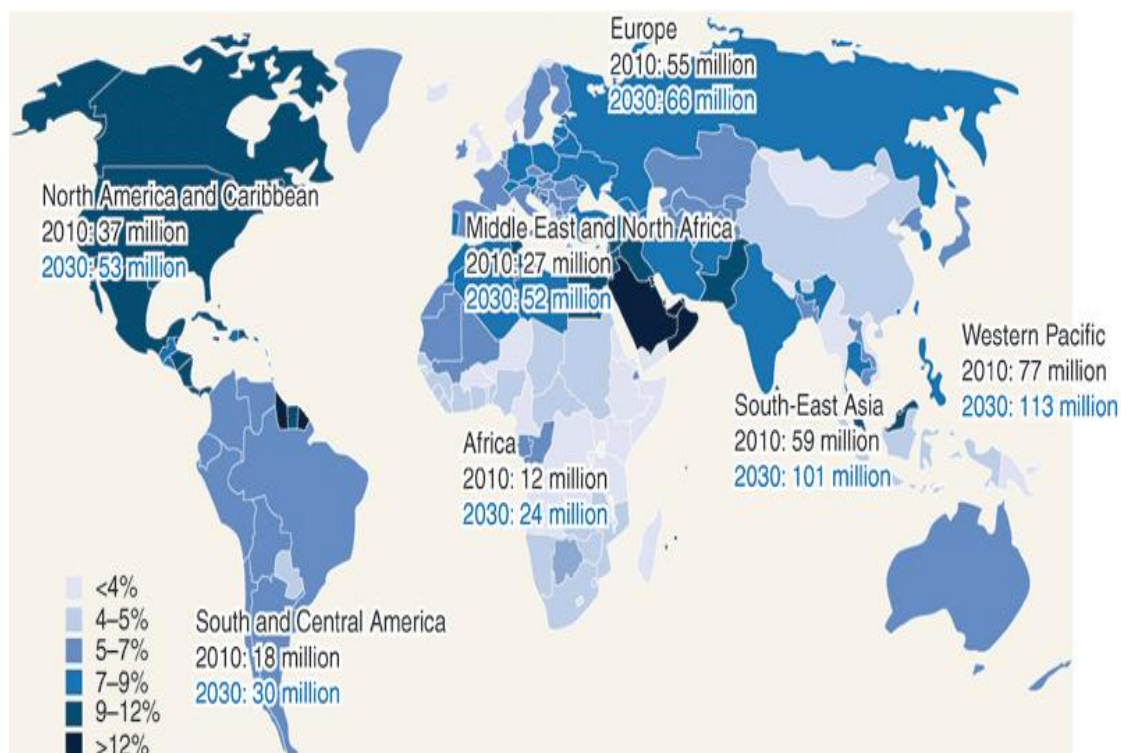 Europe
2010: 55 million
2030: 66 million
North America and Caribbean
2010: 37 million
2030: 53 million
Middle East and North Africa
2010: 27 million
2030: 52 million
Western Pacific
2010: 77 million
2030: 113 million
South-East Asia
2010: 59 million
2030: 101 million
Africa
2010: 12 million
2030: 24 million
South and Central America
2010: 18 million
2030: 30 million
<4%
4–5%
5–7%
7–9%
9–12%
>12%